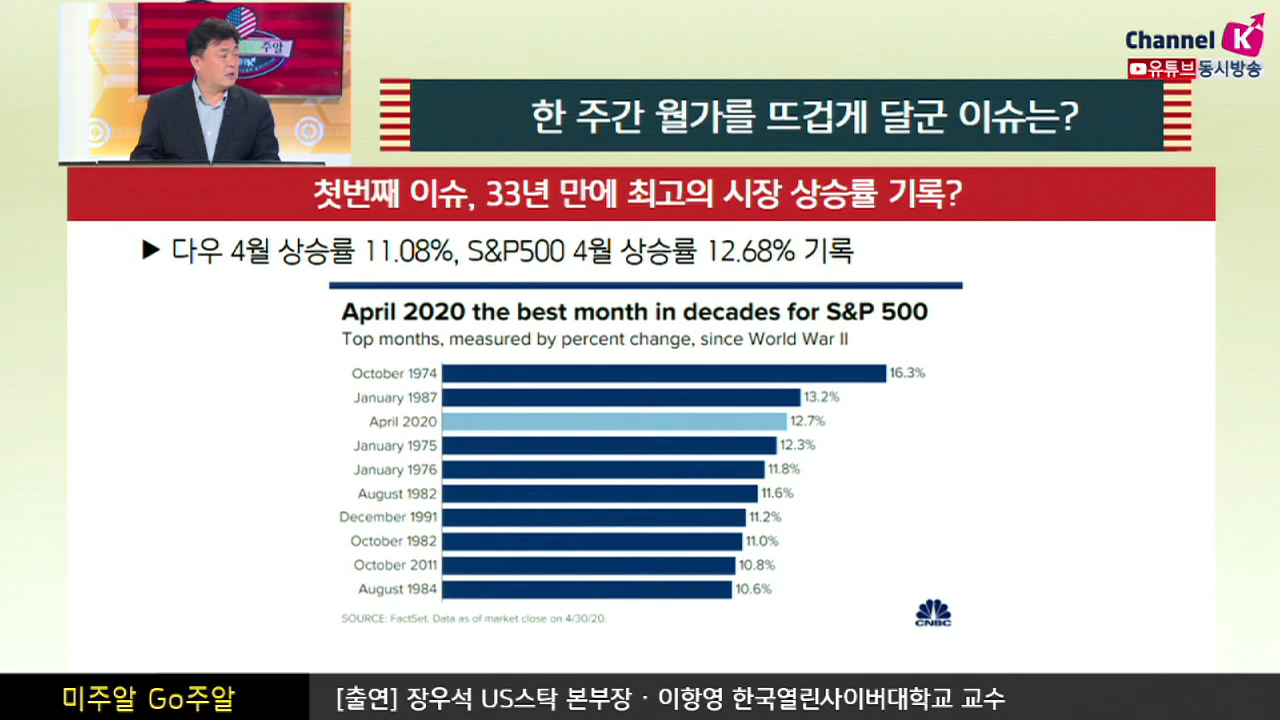 주알
Channel K
유튜브동시방송
한 주간 월가를 뜨겁게 달군 이슈는?
첫번째 이슈, 33년 만에 최고의 시장 상승률 기록?
▶ 다우 4월 상승률 11.08%, S&P500 4월 상승률 12.68% 기록
April 2020 the best month in decades for S&P 500
Top months, measured by percent change, since World War II
October 1974 16.3%
January 1987 13.2%
April 2020 12.7%
January 1975 12.3%
January 1976 11.8%
August 1982 11.6%
December 1991 11.2%
October 1982 11.0%
October 2011 10.8%
August 1984 10.6%
SOURCE: FactSet. Data as of market close on 4/30/20.
CNBC
미주알 Go주알
[출연] 장우석 US스탁 본부장 · 이항영 한국열린사이버대학교 교수